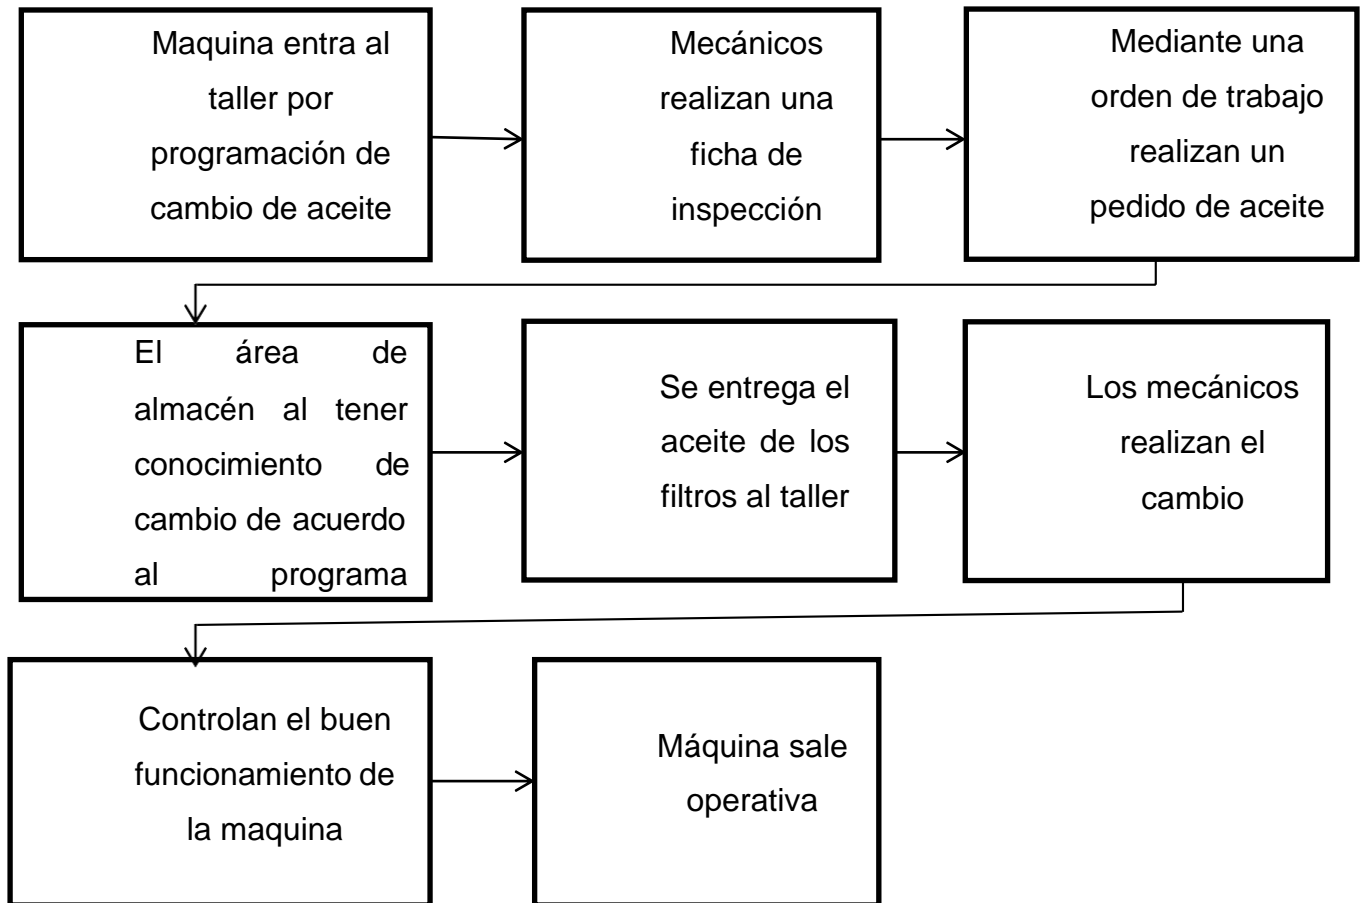 Maquina entra al
taller por
programación de
cambio de aceite
Mecánicos
realizan una
ficha de
inspección
Mediante una
orden de trabajo
realizan un
pedido de aceite
El área de
almacén al tener
conocimiento de
cambio de acuerdo
al programa
Se entrega el
aceite de los
filtros al taller
Los mecánicos
realizan el
cambio
Controlan el buen
funcionamiento de
la maquina
Máquina sale
operativa